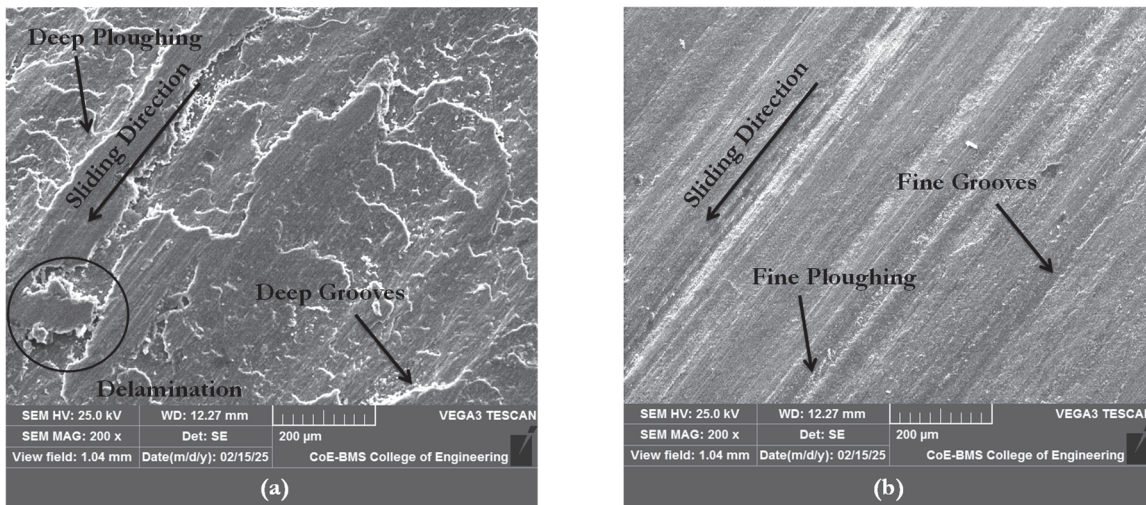 Deep Ploughing
Sliding Direction
Deep Grooves
Delamination
SEM HV: 25.0 kV
WD: 12.27 mm
VEGA3 TESCAN
SEM MAG: 200 x
Det: SE
200 µm
View field: 1.04 mm
Date(m/d/y): 02/15/25
CoE-BMS College of Engineering
(a)
Sliding Direction
Fine Grooves
Fine Ploughing
SEM HV: 25.0 kV
WD: 12.27 mm
VEGA3 TESCAN
SEM MAG: 200 x
Det: SE
200 µm
View field: 1.04 mm
Date(m/d/y): 02/15/25
CoE-BMS College of Engineering
(b)